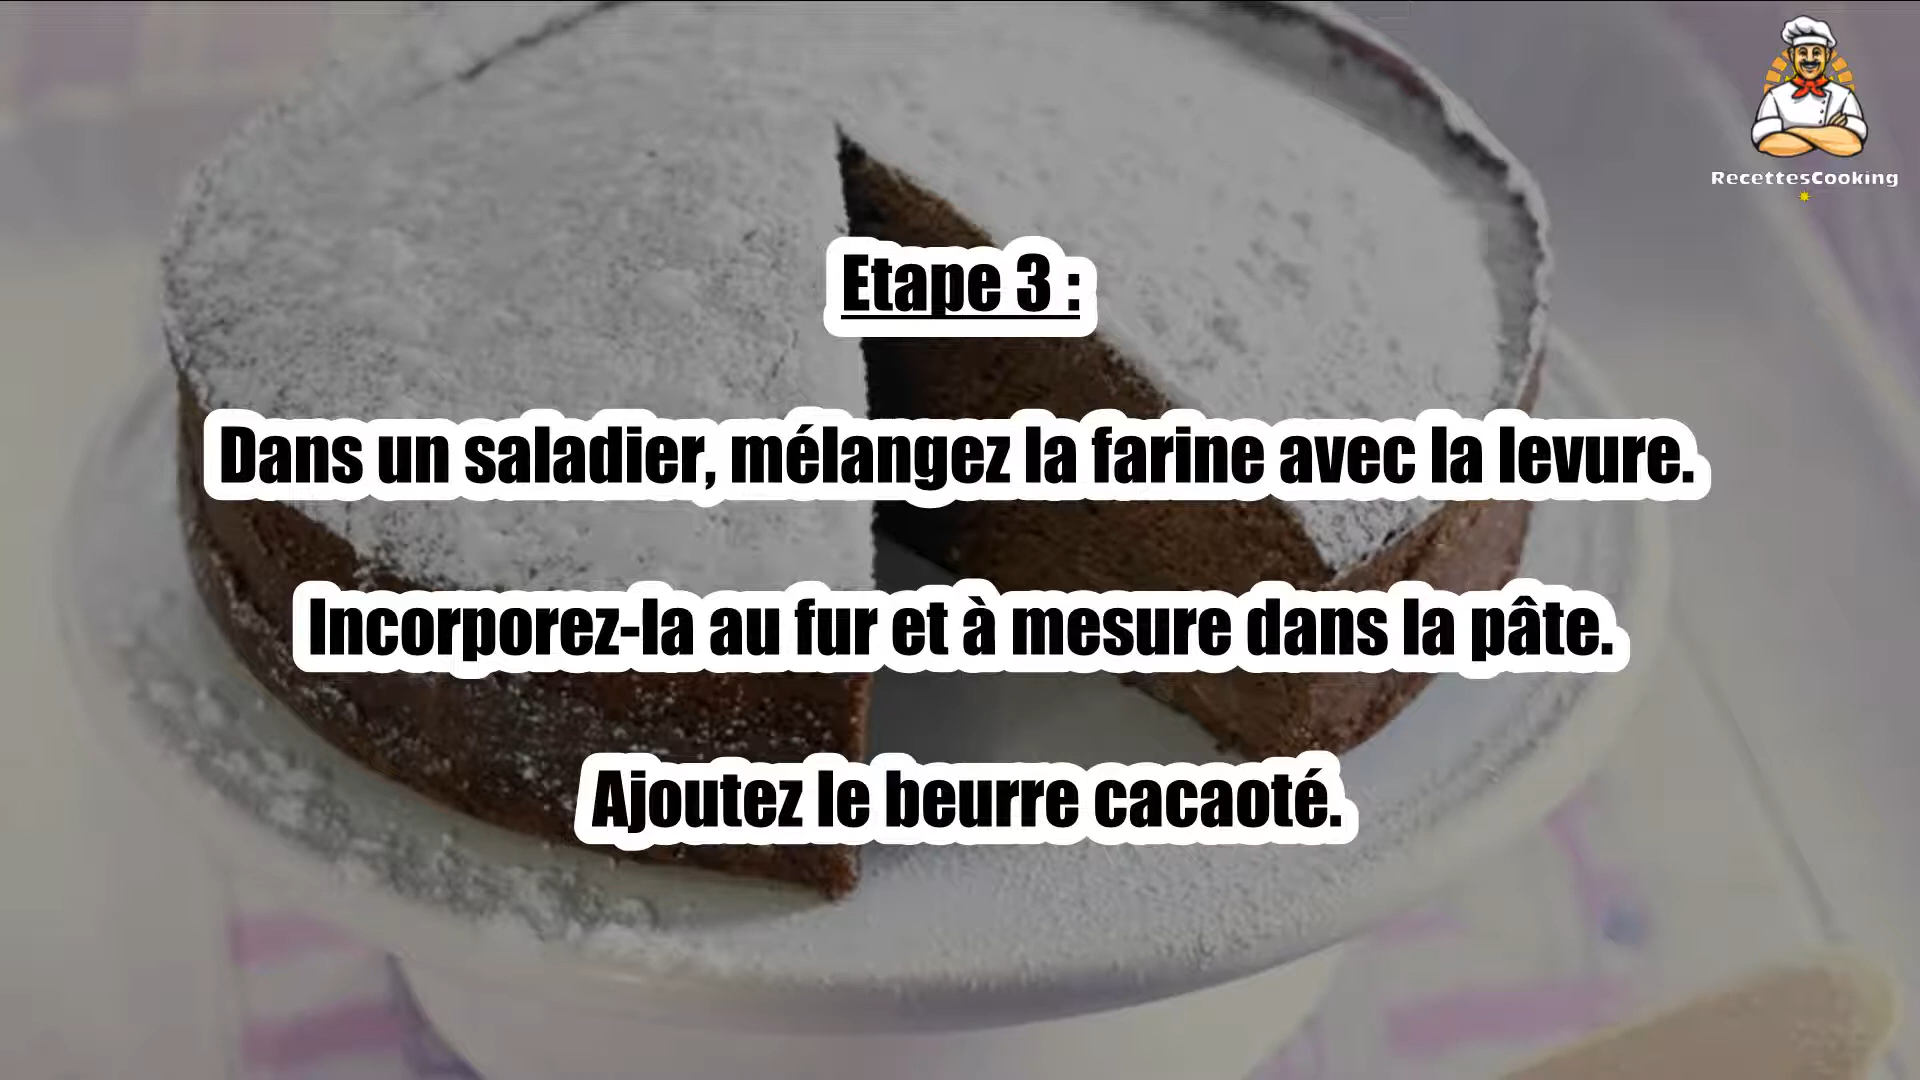 RecettesCooking
Etape 3 :
Dans un saladier, mélangez la farine avec la levure.
Incorporez-la au fur et à mesure dans la pâte.
Ajoutez le beurre cacaoté.